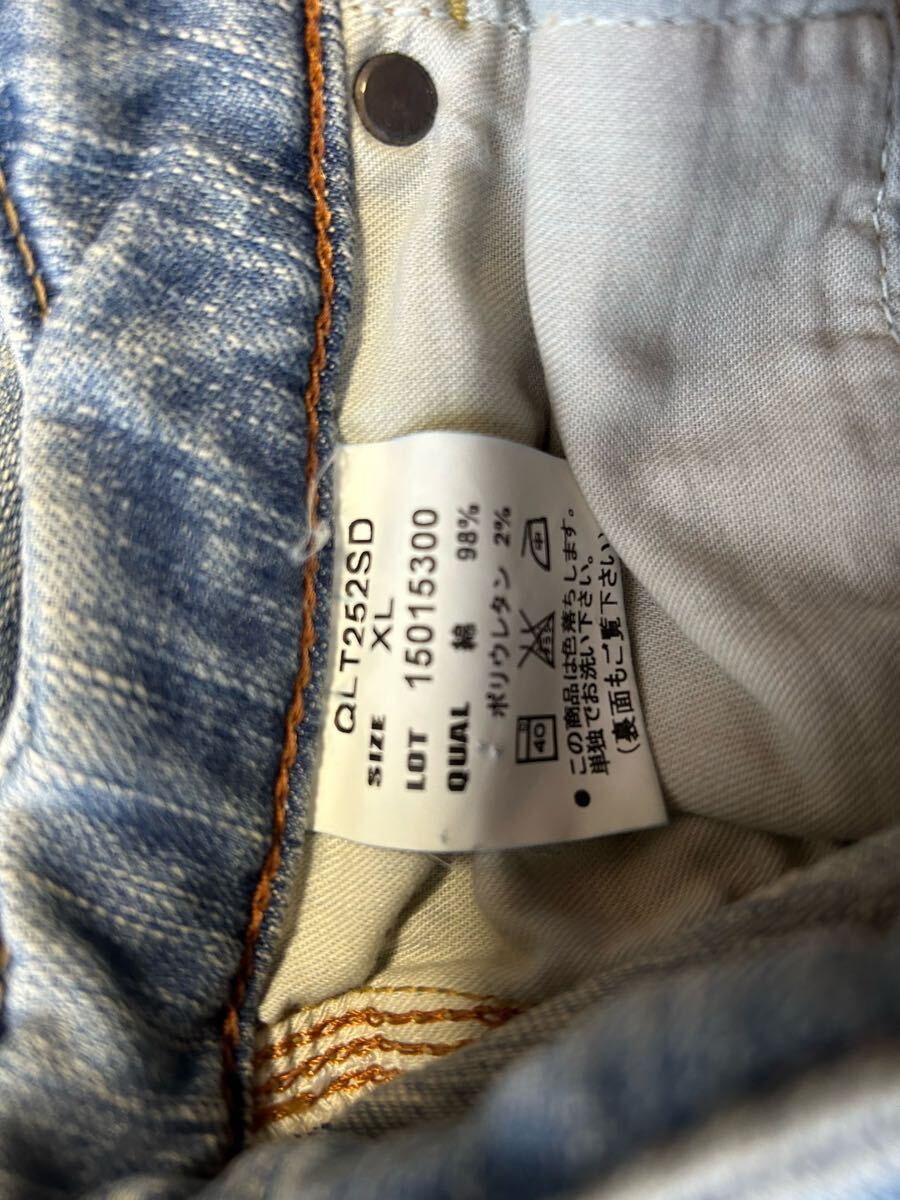 QLT252SD
SIZE XL
LOT 15015300
QUAL 綿 98%
ポリウレタン 2%
40
● この商品は色落ちします。
単独でお洗い下さい。
(裏面もご覧下さい)